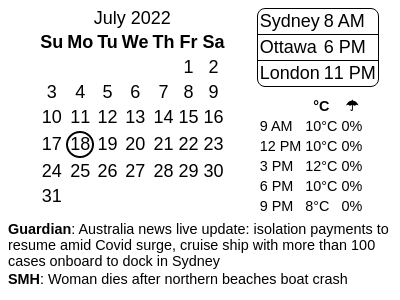 July 2022
Su Mo Tu We Th Fr Sa
1 2
3 4 5 6 7 8 9
10 11 12 13 14 15 16
17 18 19 20 21 22 23
24 25 26 27 28 29 30
31
Sydney 8 AM
Ottawa 6 PM
London 11 PM
°C ☂
9 AM 10°C 0%
12 PM 10°C 0%
3 PM 12°C 0%
6 PM 10°C 0%
9 PM 8°C 0%
Guardian: Australia news live update: isolation payments to
resume amid Covid surge, cruise ship with more than 100
cases onboard to dock in Sydney
SMH: Woman dies after northern beaches boat crash